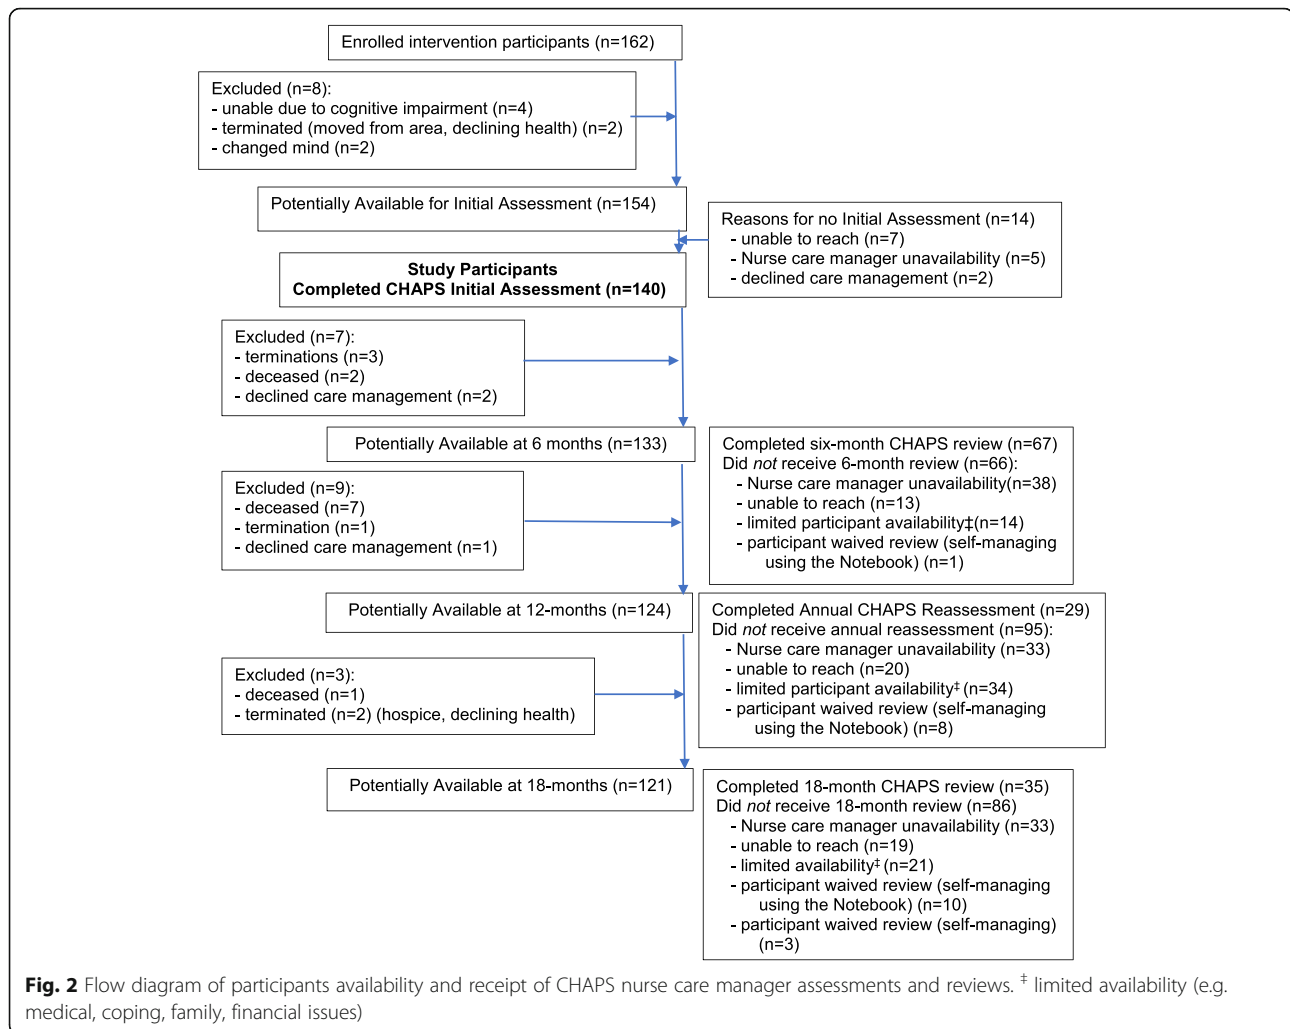 Enrolled intervention participants (n=162)
Excluded (n=8):
- unable due to cognitive impairment (n=4)
- terminated (moved from area, declining health) (n=2)
- changed mind (n=2)
Potentially Available for Initial Assessment (n=154)
Reasons for no Initial Assessment (n=14)
- unable to reach (n=7)
- Nurse care manager unavailability (n=5)
- declined care management (n=2)
Study Participants
Completed CHAPS Initial Assessment (n=140)
Excluded (n=7):
- terminations (n=3)
- deceased (n=2)
- declined care management (n=2)
Potentially Available at 6 months (n=133)
Completed six-month CHAPS review (n=67)
Did not receive 6-month review (n=66):
- Nurse care manager unavailability(n=38)
- unable to reach (n=13)
- limited participant availability‡(n=14)
- participant waived review (self-managing
using the Notebook) (n=1)
Excluded (n=9):
- deceased (n=7)
- termination (n=1)
- declined care management (n=1)
Potentially Available at 12-months (n=124)
Completed Annual CHAPS Reassessment (n=29)
Did not receive annual reassessment (n=95):
- Nurse care manager unavailability (n=33)
- unable to reach (n=20)
- limited participant availability‡ (n=34)
- participant waived review (self-managing
using the Notebook) (n=8)
Excluded (n=3):
- deceased (n=1)
- terminated (n=2) (hospice, declining health)
Potentially Available at 18-months (n=121)
Completed 18-month CHAPS review (n=35)
Did not receive 18-month review (n=86)
- Nurse care manager unavailability (n=33)
- unable to reach (n=19)
- limited availability‡ (n=21)
- participant waived review (self-managing
using the Notebook) (n=10)
- participant waived review (self-managing)
(n=3)
Fig. 2 Flow diagram of participants availability and receipt of CHAPS nurse care manager assessments and reviews. ‡ limited availability (e.g.
medical, coping, family, financial issues)